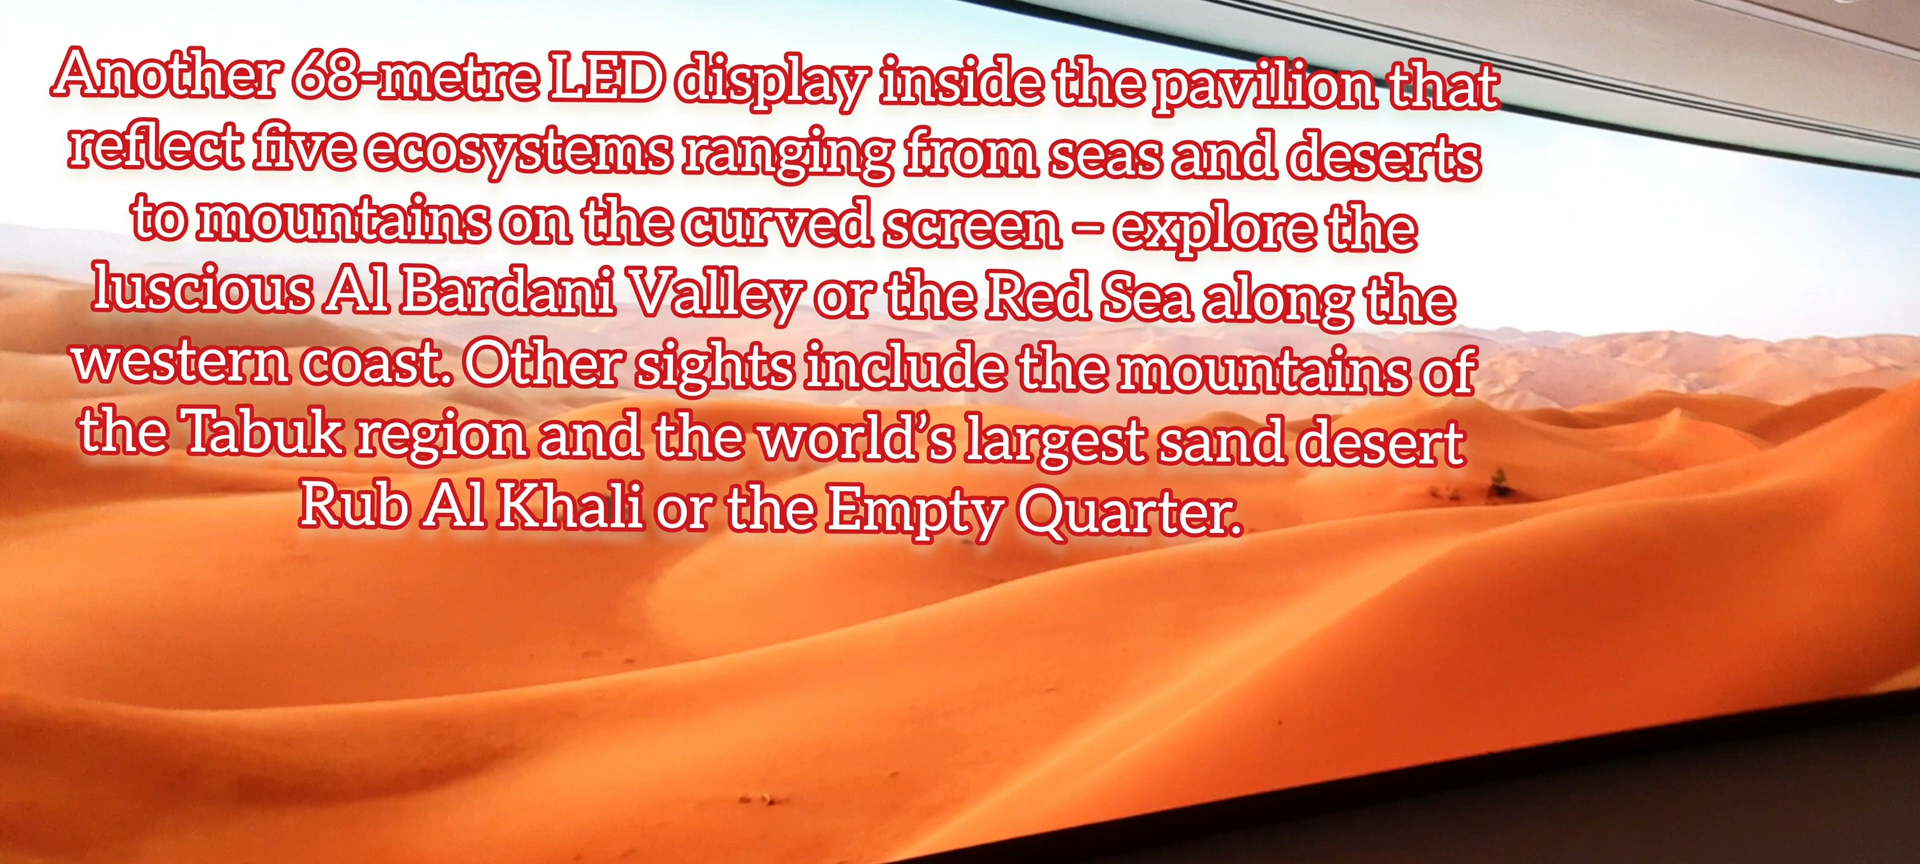 Another 68-metre LED display inside the pavilion that
reflect five ecosystems ranging from seas and deserts
to mountains on the curved screen – explore the
luscious Al Bardani Valley or the Red Sea along the
western coast. Other sights include the mountains of
the Tabuk region and the world’s largest sand desert
Rub Al Khali or the Empty Quarter.